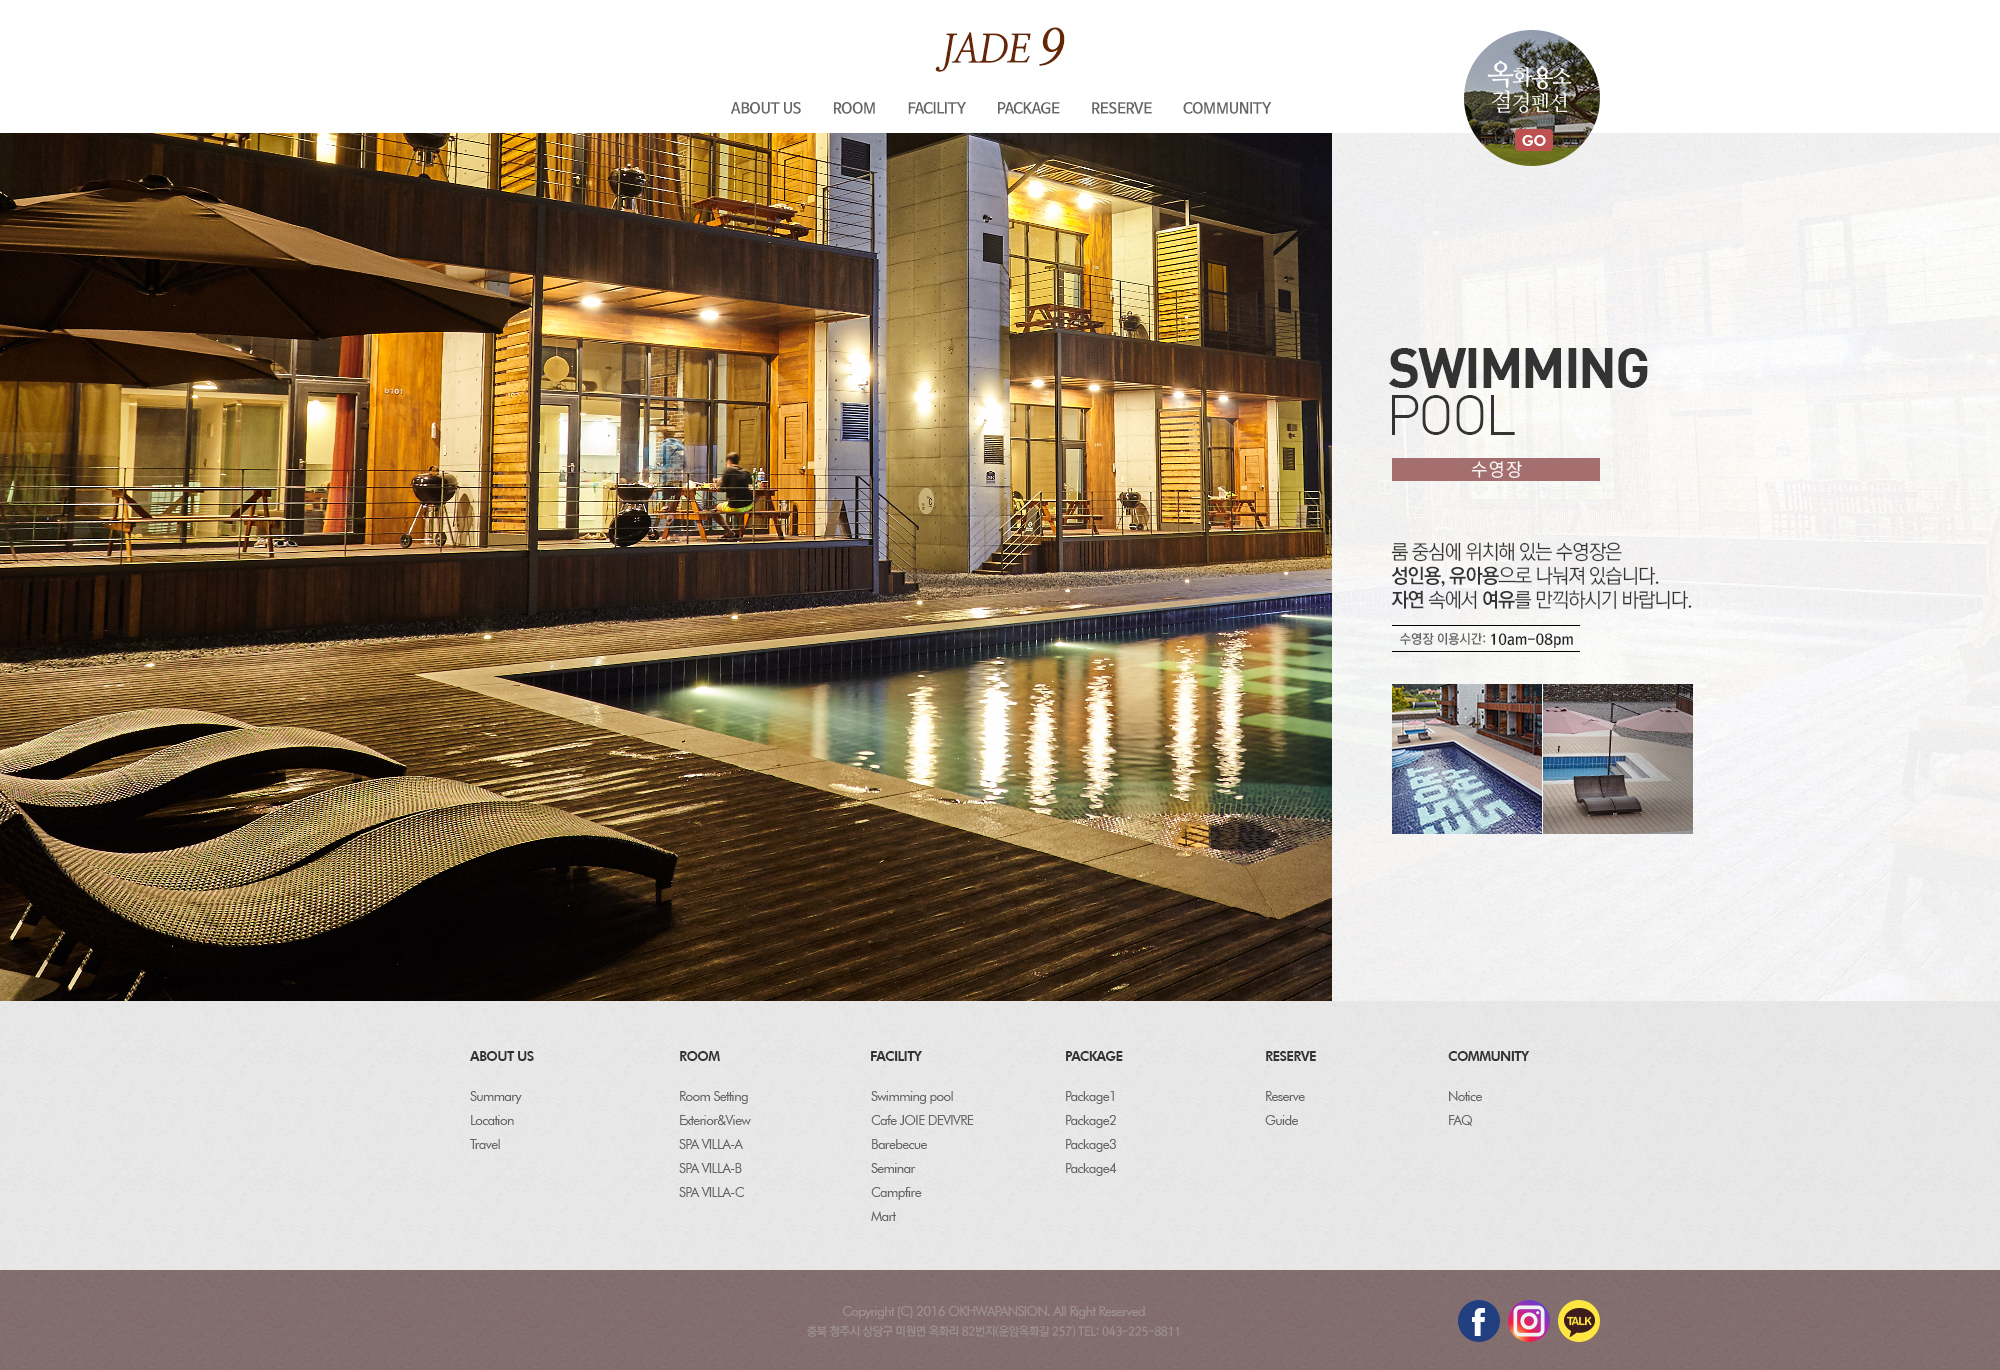 JADE 9
옥화용소
절경펜션
GO
ABOUT US ROOM FACILITY PACKAGE RESERVE COMMUNITY
SWIMMING
POOL
수영장
룸 중심에 위치해 있는 수영장은
성인용, 유아용으로 나눠져 있습니다.
자연 속에서 여유를 만끽하시기 바랍니다.
수영장 이용시간: 10am-08pm
ABOUT US
Summary
Location
Travel
ROOM
Room Setting
Exterior&View
SPA VILLA-A
SPA VILLA-B
SPA VILLA-C
FACILITY
Swimming pool
Cafe JOIE DEVIVRE
Barebecue
Seminar
Campfire
Mart
PACKAGE
Package1
Package2
Package3
Package4
RESERVE
Reserve
Guide
COMMUNITY
Notice
FAQ
Copyright (C) 2016 OKHWAPANSION. All Right Reserved
충북 청주시 상당구 미원면 옥화리 82번지(운암옥화길 257) TEL: 043-225-8811
f
TALK